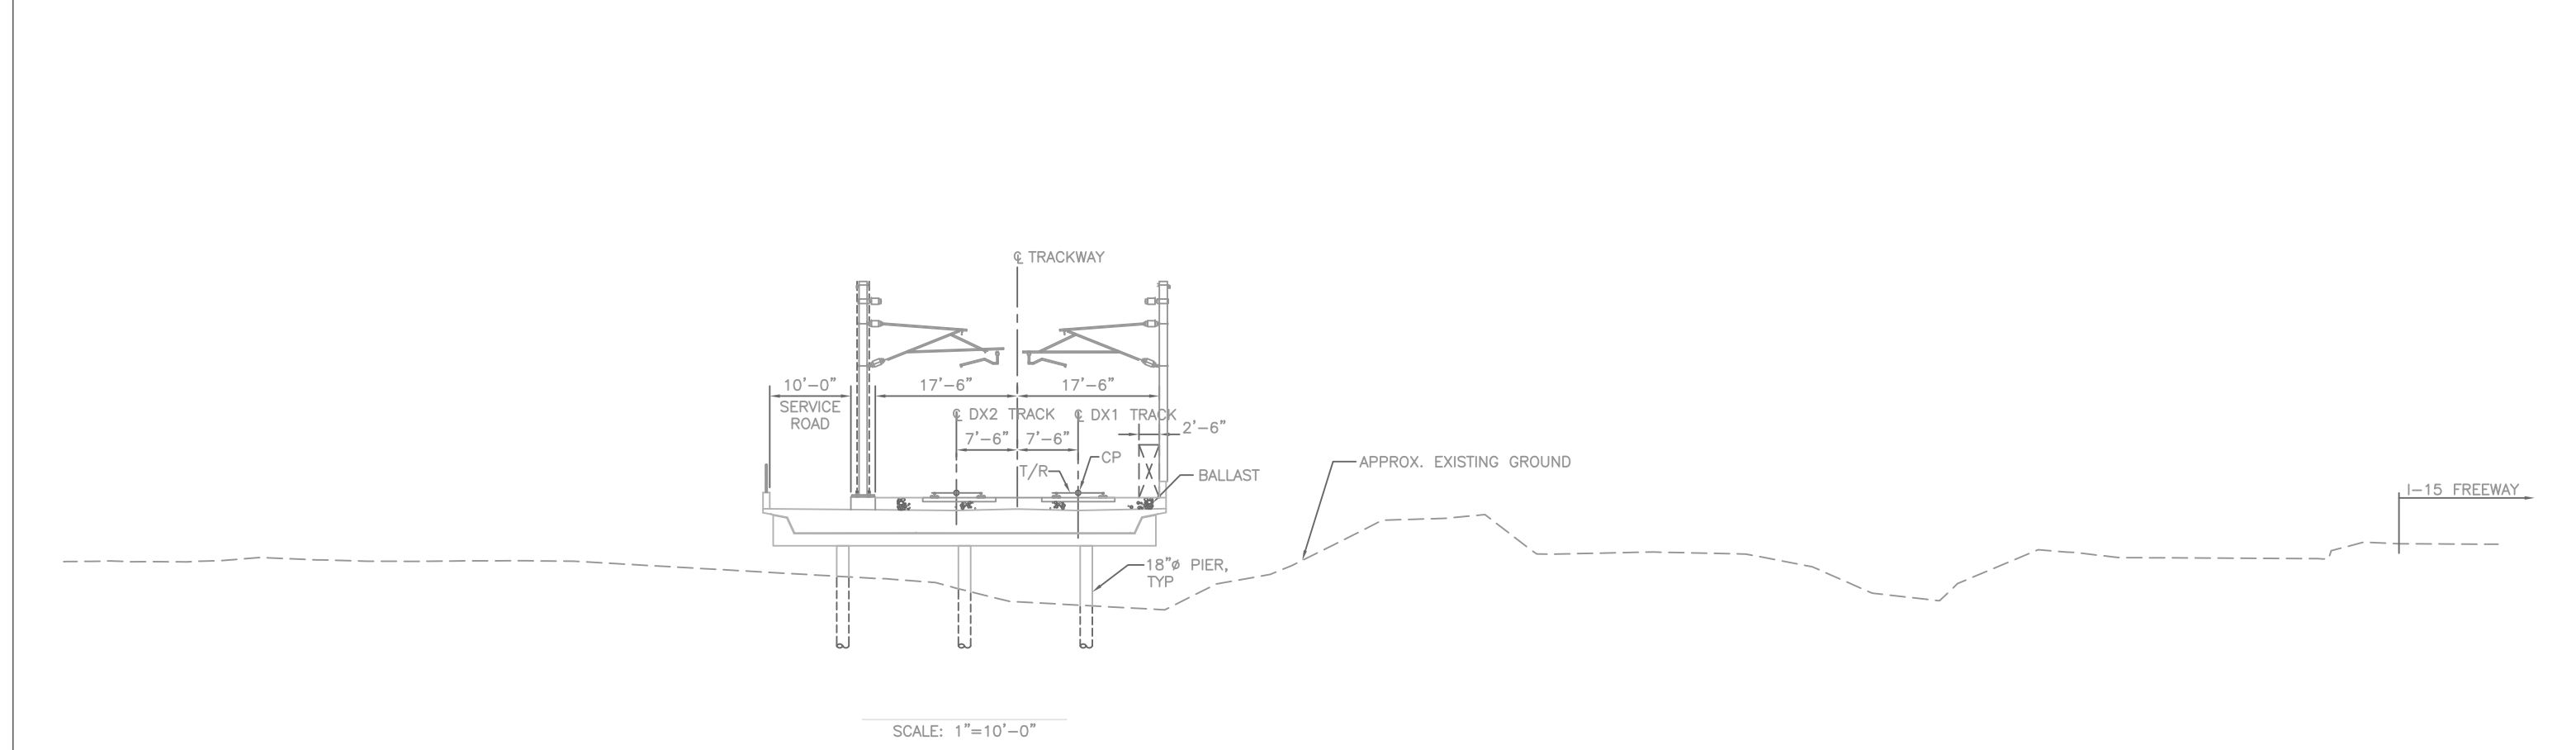 ℄ TRACKWAY
10'-0"
17'-6"
17'-6"
SERVICE
ROAD
℄ DX2 TRACK
℄ DX1 TRACK
2'-6"
7'-6"
7'-6"
CP
T/R
BALLAST
APPROX. EXISTING GROUND
I-15 FREEWAY
18"ø PIER,
TYP
SCALE: 1"=10'-0"